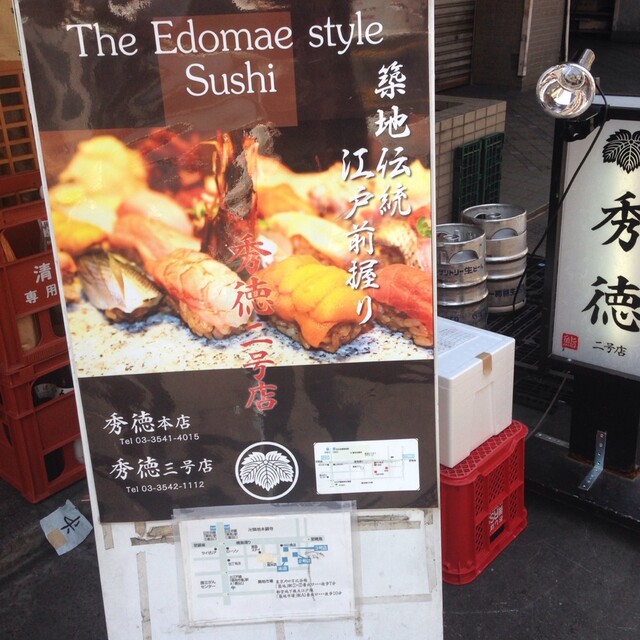 The Edomae style
Sushi
築地伝統
江戸前握り
秀徳二号店
秀徳本店
Tel 03-3541-4015
秀徳三号店
Tel 03-3542-1112
秀徳
二号店
清
専用